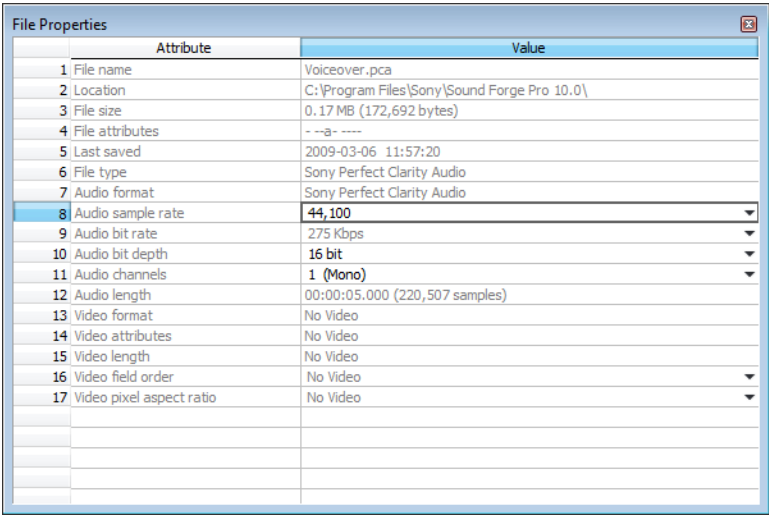 File Properties
Attribute Value
1 File name Voiceover.pca
2 Location C:\Program Files\Sony\Sound Forge Pro 10.0\
3 File size 0.17 MB (172,692 bytes)
4 File attributes - --a- ----
5 Last saved 2009-03-06 11:57:20
6 File type Sony Perfect Clarity Audio
7 Audio format Sony Perfect Clarity Audio
8 Audio sample rate 44,100
9 Audio bit rate 275 Kbps
10 Audio bit depth 16 bit
11 Audio channels 1 (Mono)
12 Audio length 00:00:05.000 (220,507 samples)
13 Video format No Video
14 Video attributes No Video
15 Video length No Video
16 Video field order No Video
17 Video pixel aspect ratio No Video